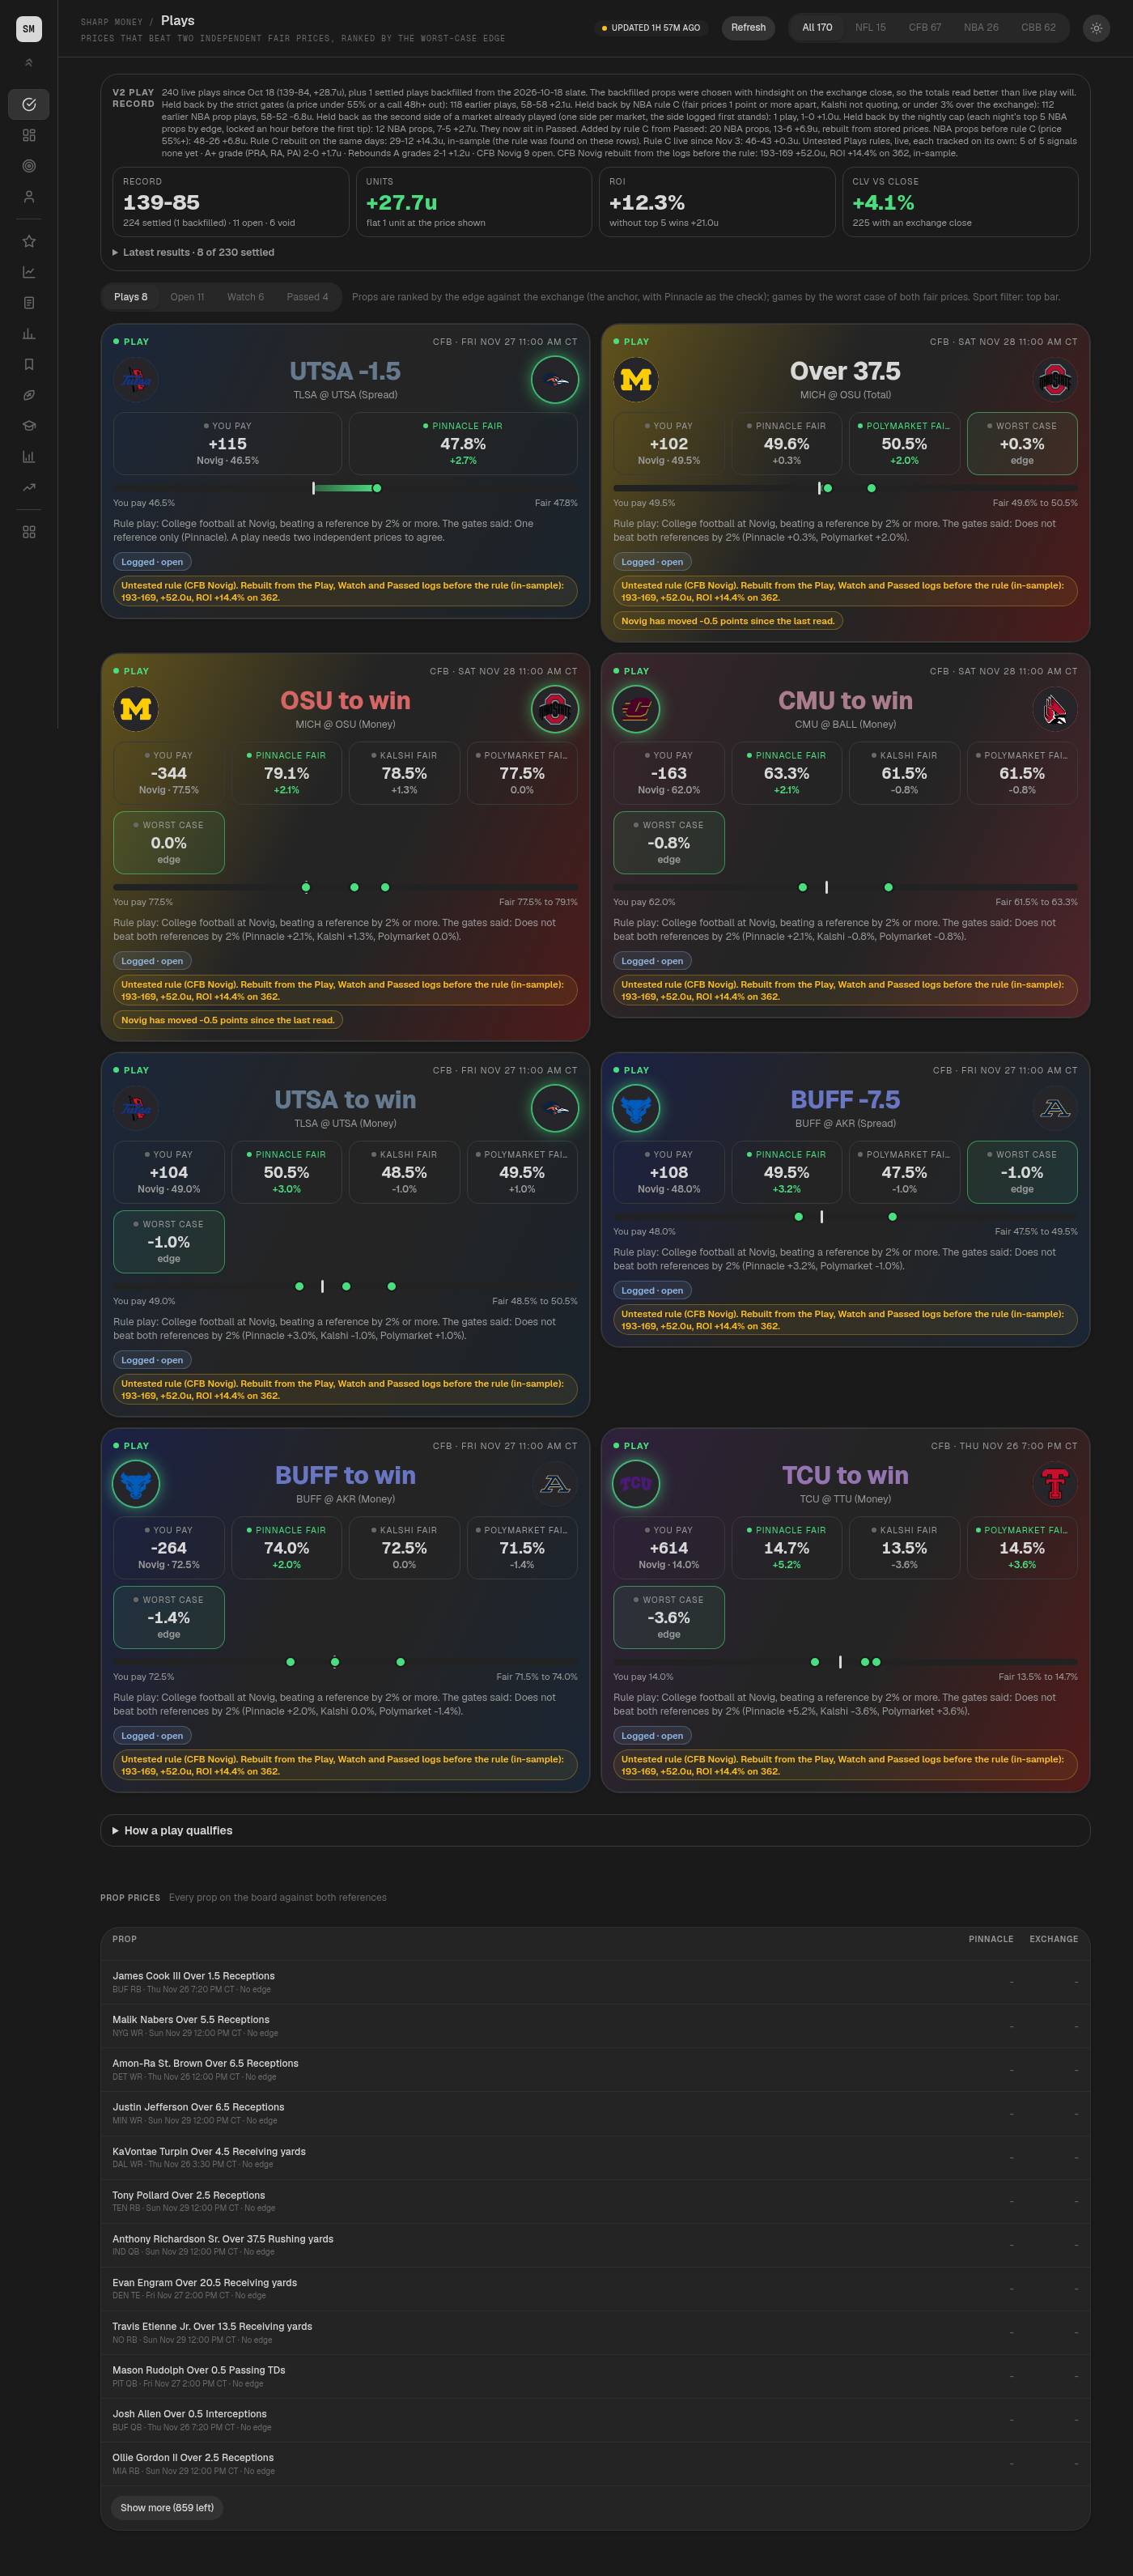 SM
SHARP MONEY / Plays
PRICES THAT BEAT TWO INDEPENDENT FAIR PRICES, RANKED BY THE WORST-CASE EDGE
UPDATED 1H 57M AGO
Refresh
All 170
NFL 15
CFB 67
NBA 26
CBB 62
V2 PLAY RECORD
240 live plays since Oct 18 (139-84, +28.7u), plus 1 settled plays backfilled from the 2026-10-18 slate. The backfilled props were chosen with hindsight on the exchange close, so the totals read better than live play will.
Held back by the strict gates (a price under 55% or a call 48h+ out): 118 earlier plays, 58-58 +2.1u. Held back by NBA rule C (fair prices 1 point or more apart, Kalshi not quoting, or under 3% over the exchange): 112
earlier NBA prop plays, 58-52 -6.8u. Held back as the second side of a market already played (one side per market, the side logged first stands): 1 play, 1-0 +1.0u. Held back by the nightly cap (each night's top 5 NBA
props by edge, locked an hour before the first tip): 12 NBA props, 7-5 +2.7u. They now sit in Passed. Added by rule C from Passed: 20 NBA props, 13-6 +6.9u, rebuilt from stored prices. NBA props before rule C (price
55%+): 48-26 +6.8u. Rule C rebuilt on the same days: 29-12 +14.3u, in-sample (the rule was found on these rows). Rule C live since Nov 3: 46-43 +0.3u. Untested Plays rules, live, each tracked on its own: 5 of 5 signals
none yet · A+ grade (PRA, RA, PA) 2-0 +1.7u · Rebounds A grades 2-1 +1.2u · CFB Novig 9 open. CFB Novig rebuilt from the logs before the rule: 193-169 +52.0u, ROI +14.4% on 362, in-sample.
RECORD
139-85
224 settled (1 backfilled) · 11 open · 6 void
UNITS
+27.7u
flat 1 unit at the price shown
ROI
+12.3%
without top 5 wins +21.0u
CLV VS CLOSE
+4.1%
225 with an exchange close
Latest results · 8 of 230 settled
Plays 8
Open 11
Watch 6
Passed 4
Props are ranked by the edge against the exchange (the anchor, with Pinnacle as the check); games by the worst case of both fair prices. Sport filter: top bar.
PLAY
CFB · FRI NOV 27 11:00 AM CT
UTSA -1.5
TLSA @ UTSA (Spread)
YOU PAY
+115
Novig · 46.5%
PINNACLE FAIR
47.8%
+2.7%
You pay 46.5%
Fair 47.8%
Rule play: College football at Novig, beating a reference by 2% or more. The gates said: One
reference only (Pinnacle). A play needs two independent prices to agree.
Logged · open
Untested rule (CFB Novig). Rebuilt from the Play, Watch and Passed logs before the rule (in-sample):
193-169, +52.0u, ROI +14.4% on 362.
PLAY
CFB · SAT NOV 28 11:00 AM CT
Over 37.5
MICH @ OSU (Total)
YOU PAY
+102
Novig · 49.5%
PINNACLE FAIR
49.6%
+0.3%
POLYMARKET FAI...
50.5%
+2.0%
WORST CASE
+0.3%
edge
You pay 49.5%
Fair 49.6% to 50.5%
Rule play: College football at Novig, beating a reference by 2% or more. The gates said: Does not
beat both references by 2% (Pinnacle +0.3%, Polymarket +2.0%).
Logged · open
Untested rule (CFB Novig). Rebuilt from the Play, Watch and Passed logs before the rule (in-sample):
193-169, +52.0u, ROI +14.4% on 362.
Novig has moved -0.5 points since the last read.
PLAY
CFB · SAT NOV 28 11:00 AM CT
OSU to win
MICH @ OSU (Money)
YOU PAY
-344
Novig · 77.5%
PINNACLE FAIR
79.1%
+2.1%
KALSHI FAIR
78.5%
+1.3%
POLYMARKET FAI...
77.5%
0.0%
WORST CASE
0.0%
edge
You pay 77.5%
Fair 77.5% to 79.1%
Rule play: College football at Novig, beating a reference by 2% or more. The gates said: Does not
beat both references by 2% (Pinnacle +2.1%, Kalshi +1.3%, Polymarket 0.0%).
Logged · open
Untested rule (CFB Novig). Rebuilt from the Play, Watch and Passed logs before the rule (in-sample):
193-169, +52.0u, ROI +14.4% on 362.
Novig has moved -0.5 points since the last read.
PLAY
CFB · SAT NOV 28 11:00 AM CT
CMU to win
CMU @ BALL (Money)
YOU PAY
-163
Novig · 62.0%
PINNACLE FAIR
63.3%
+2.1%
KALSHI FAIR
61.5%
-0.8%
POLYMARKET FAI...
61.5%
-0.8%
WORST CASE
-0.8%
edge
You pay 62.0%
Fair 61.5% to 63.3%
Rule play: College football at Novig, beating a reference by 2% or more. The gates said: Does not
beat both references by 2% (Pinnacle +2.1%, Kalshi -0.8%, Polymarket -0.8%).
Logged · open
Untested rule (CFB Novig). Rebuilt from the Play, Watch and Passed logs before the rule (in-sample):
193-169, +52.0u, ROI +14.4% on 362.
PLAY
CFB · FRI NOV 27 11:00 AM CT
UTSA to win
TLSA @ UTSA (Money)
YOU PAY
+104
Novig · 49.0%
PINNACLE FAIR
50.5%
+3.0%
KALSHI FAIR
48.5%
-1.0%
POLYMARKET FAI...
49.5%
+1.0%
WORST CASE
-1.0%
edge
You pay 49.0%
Fair 48.5% to 50.5%
Rule play: College football at Novig, beating a reference by 2% or more. The gates said: Does not
beat both references by 2% (Pinnacle +3.0%, Kalshi -1.0%, Polymarket +1.0%).
Logged · open
Untested rule (CFB Novig). Rebuilt from the Play, Watch and Passed logs before the rule (in-sample):
193-169, +52.0u, ROI +14.4% on 362.
PLAY
CFB · FRI NOV 27 11:00 AM CT
BUFF -7.5
BUFF @ AKR (Spread)
YOU PAY
+108
Novig · 48.0%
PINNACLE FAIR
49.5%
+3.2%
POLYMARKET FAI...
47.5%
-1.0%
WORST CASE
-1.0%
edge
You pay 48.0%
Fair 47.5% to 49.5%
Rule play: College football at Novig, beating a reference by 2% or more. The gates said: Does not
beat both references by 2% (Pinnacle +3.2%, Polymarket -1.0%).
Logged · open
Untested rule (CFB Novig). Rebuilt from the Play, Watch and Passed logs before the rule (in-sample):
193-169, +52.0u, ROI +14.4% on 362.
PLAY
CFB · FRI NOV 27 11:00 AM CT
BUFF to win
BUFF @ AKR (Money)
YOU PAY
-264
Novig · 72.5%
PINNACLE FAIR
74.0%
+2.0%
KALSHI FAIR
72.5%
0.0%
POLYMARKET FAI...
71.5%
-1.4%
WORST CASE
-1.4%
edge
You pay 72.5%
Fair 71.5% to 74.0%
Rule play: College football at Novig, beating a reference by 2% or more. The gates said: Does not
beat both references by 2% (Pinnacle +2.0%, Kalshi 0.0%, Polymarket -1.4%).
Logged · open
Untested rule (CFB Novig). Rebuilt from the Play, Watch and Passed logs before the rule (in-sample):
193-169, +52.0u, ROI +14.4% on 362.
PLAY
CFB · THU NOV 26 7:00 PM CT
TCU
TCU to win
TCU @ TTU (Money)
YOU PAY
+614
Novig · 14.0%
PINNACLE FAIR
14.7%
+5.2%
KALSHI FAIR
13.5%
-3.6%
POLYMARKET FAI...
14.5%
+3.6%
WORST CASE
-3.6%
edge
You pay 14.0%
Fair 13.5% to 14.7%
Rule play: College football at Novig, beating a reference by 2% or more. The gates said: Does not
beat both references by 2% (Pinnacle +5.2%, Kalshi -3.6%, Polymarket +3.6%).
Logged · open
Untested rule (CFB Novig). Rebuilt from the Play, Watch and Passed logs before the rule (in-sample):
193-169, +52.0u, ROI +14.4% on 362.
How a play qualifies
PROP PRICES Every prop on the board against both references
PROP
PINNACLE
EXCHANGE
James Cook III Over 1.5 Receptions
BUF RB · Thu Nov 26 7:20 PM CT · No edge
Malik Nabers Over 5.5 Receptions
NYG WR · Sun Nov 29 12:00 PM CT · No edge
Amon-Ra St. Brown Over 6.5 Receptions
DET WR · Thu Nov 26 12:00 PM CT · No edge
Justin Jefferson Over 6.5 Receptions
MIN WR · Sun Nov 29 12:00 PM CT · No edge
KaVontae Turpin Over 4.5 Receiving yards
DAL WR · Thu Nov 26 3:30 PM CT · No edge
Tony Pollard Over 2.5 Receptions
TEN RB · Sun Nov 29 12:00 PM CT · No edge
Anthony Richardson Sr. Over 37.5 Rushing yards
IND QB · Sun Nov 29 12:00 PM CT · No edge
Evan Engram Over 20.5 Receiving yards
DEN TE · Fri Nov 27 2:00 PM CT · No edge
Travis Etienne Jr. Over 13.5 Receiving yards
NO RB · Sun Nov 29 12:00 PM CT · No edge
Mason Rudolph Over 0.5 Passing TDs
PIT QB · Fri Nov 27 2:00 PM CT · No edge
Josh Allen Over 0.5 Interceptions
BUF QB · Thu Nov 26 7:20 PM CT · No edge
Ollie Gordon II Over 2.5 Receptions
MIA RB · Sun Nov 29 12:00 PM CT · No edge
Show more (859 left)